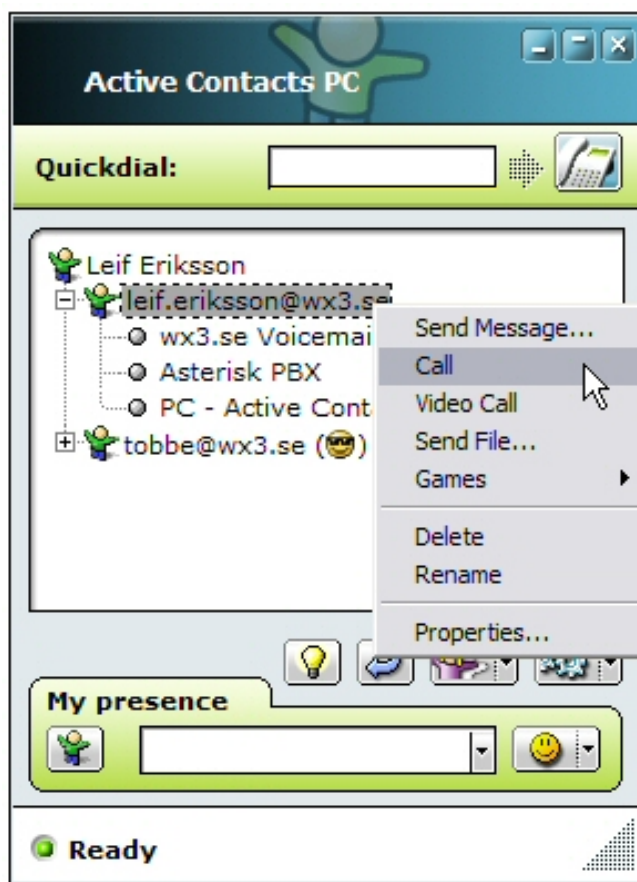 Active Contacts PC
Quickdial:
Leif Eriksson
leif.eriksson@wx3.se
wx3.se Voicemai
Asterisk PBX
PC - Active Cont
tobbe@wx3.se (😎)
Send Message...
Call
Video Call
Send File...
Games
Delete
Rename
Properties...
My presence
Ready